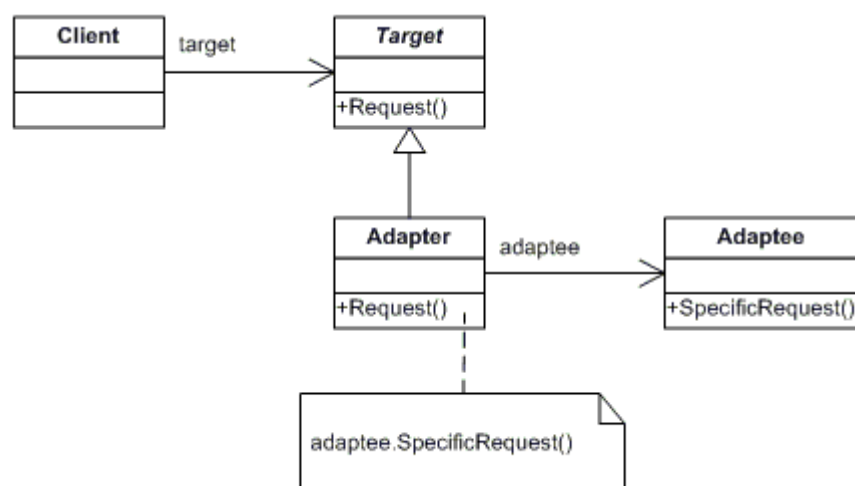 Client
target
Target
+Request()
Adapter
adaptee
Adaptee
+Request()
+SpecificRequest()
adaptee.SpecificRequest()